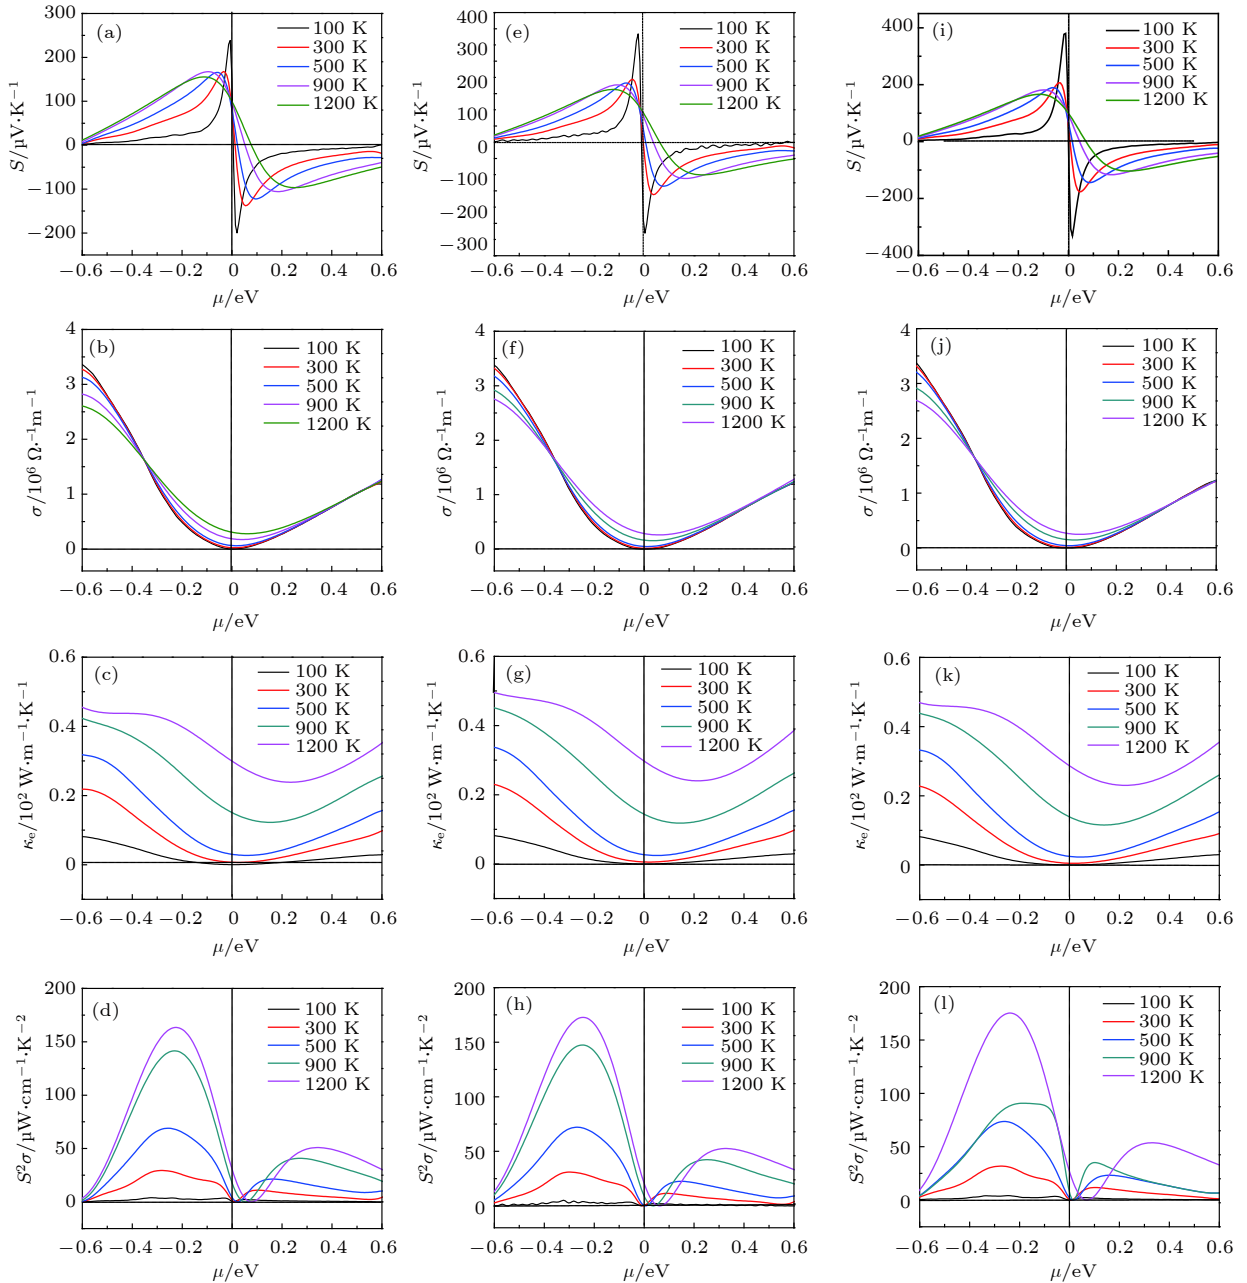 (a)
100 K
300 K
500 K
900 K
1200 K
300
200
100
0
−100
−200
S/µV·K⁻¹
−0.6 −0.4 −0.2 0 0.2 0.4 0.6
µ/eV
(e)
100 K
300 K
500 K
900 K
1200 K
400
300
200
100
0
−100
−200
−300
S/µV·K⁻¹
−0.6 −0.4 −0.2 0 0.2 0.4 0.6
µ/eV
(i)
100 K
300 K
500 K
900 K
1200 K
400
200
0
−200
−400
S/µV·K⁻¹
−0.6 −0.4 −0.2 0 0.2 0.4 0.6
µ/eV
(b)
100 K
300 K
500 K
900 K
1200 K
4
3
2
1
0
σ/10⁶ Ω·⁻¹m⁻¹
−0.6 −0.4 −0.2 0 0.2 0.4 0.6
µ/eV
(f)
100 K
300 K
500 K
900 K
1200 K
4
3
2
1
0
σ/10⁶ Ω·⁻¹m⁻¹
−0.6 −0.4 −0.2 0 0.2 0.4 0.6
µ/eV
(j)
100 K
300 K
500 K
900 K
1200 K
4
3
2
1
0
σ/10⁶ Ω·⁻¹m⁻¹
−0.6 −0.4 −0.2 0 0.2 0.4 0.6
µ/eV
(c)
100 K
300 K
500 K
900 K
1200 K
0.6
0.4
0.2
0
κₑ/10² W·m⁻¹·K⁻¹
−0.6 −0.4 −0.2 0 0.2 0.4 0.6
µ/eV
(g)
100 K
300 K
500 K
900 K
1200 K
0.6
0.4
0.2
0
κₑ/10² W·m⁻¹·K⁻¹
−0.6 −0.4 −0.2 0 0.2 0.4 0.6
µ/eV
(k)
100 K
300 K
500 K
900 K
1200 K
0.6
0.4
0.2
0
κₑ/10² W·m⁻¹·K⁻¹
−0.6 −0.4 −0.2 0 0.2 0.4 0.6
µ/eV
(d)
100 K
300 K
500 K
900 K
1200 K
200
150
100
50
0
S²σ/µW·cm⁻¹·K⁻²
−0.6 −0.4 −0.2 0 0.2 0.4 0.6
µ/eV
(h)
100 K
300 K
500 K
900 K
1200 K
200
150
100
50
0
S²σ/µW·cm⁻¹·K⁻²
−0.6 −0.4 −0.2 0 0.2 0.4 0.6
µ/eV
(l)
100 K
300 K
500 K
900 K
1200 K
200
150
100
50
0
S²σ/µW·cm⁻¹·K⁻²
−0.6 −0.4 −0.2 0 0.2 0.4 0.6
µ/eV